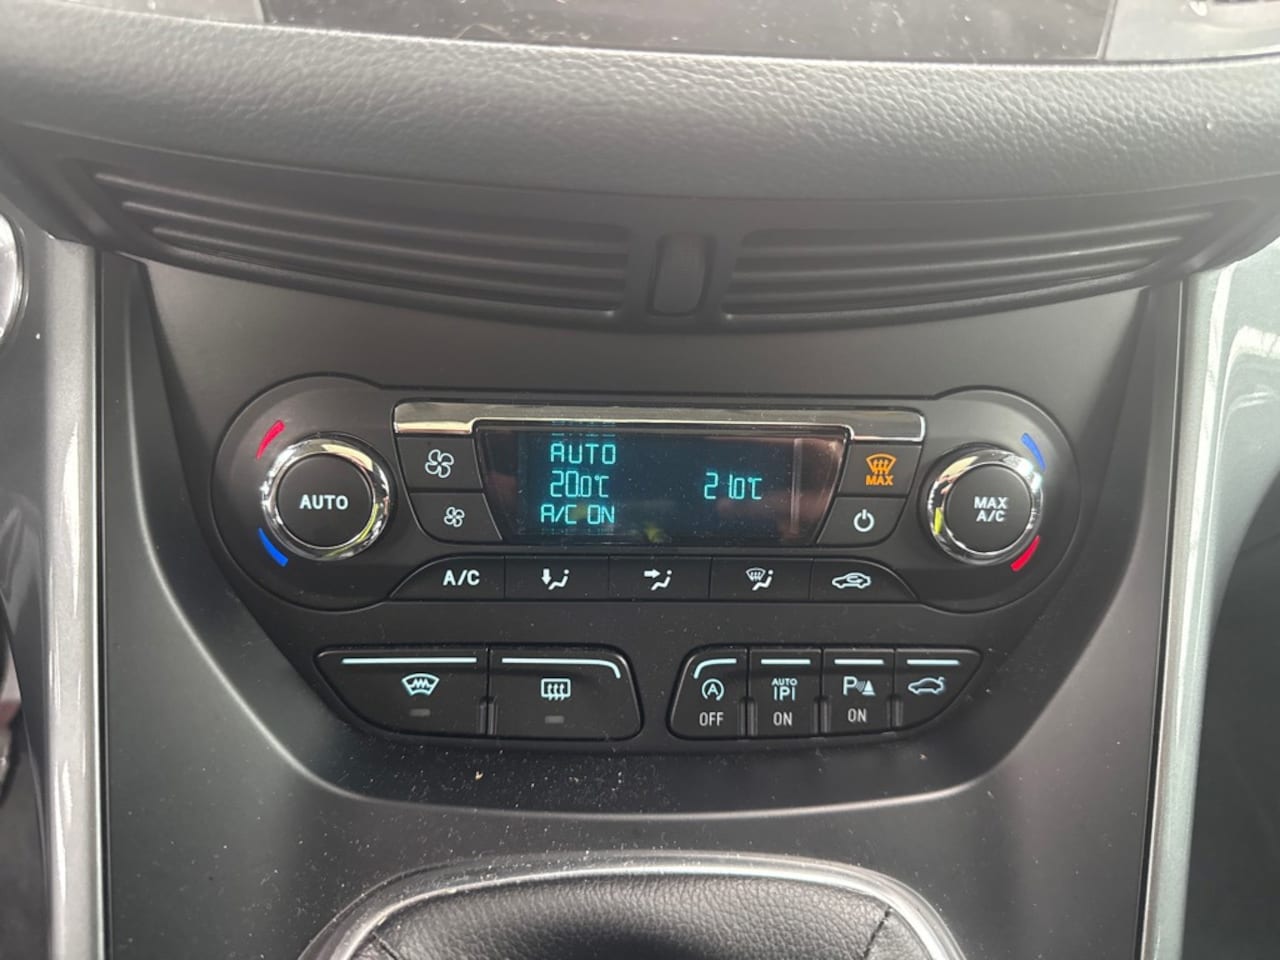 AUTO
20.0°C
A/C ON
21.0°C
AUTO
MAX
MAX
A/C
A/C
A
OFF
AUTO
P
ON
P
ON